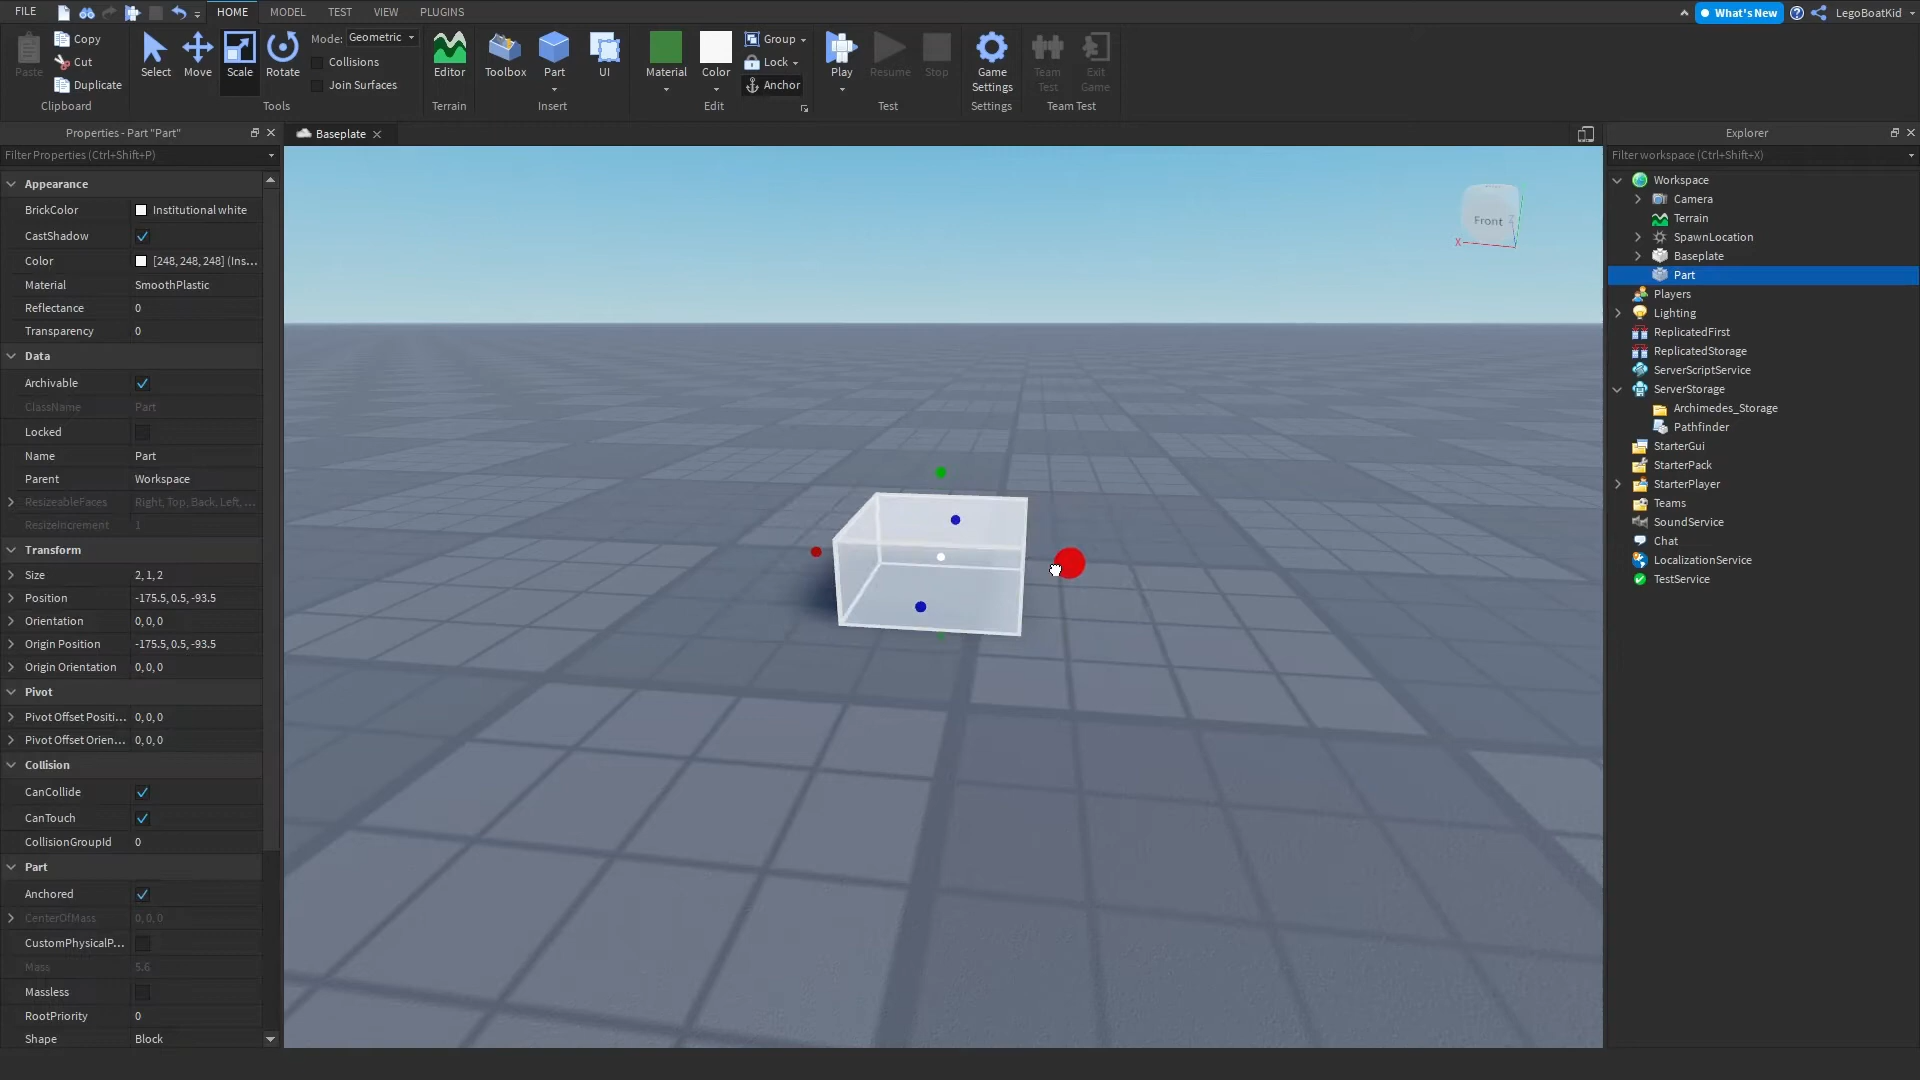 FILE
HOME
MODEL
TEST
VIEW
PLUGINS
What's New
LegoBoatKid
Paste
Copy
Cut
Duplicate
Clipboard
Select
Move
Scale
Rotate
Mode: Geometric
Collisions
Join Surfaces
Tools
Editor
Terrain
Toolbox
Part
UI
Insert
Material
Color
Group
Lock
Anchor
Edit
Play
Resume
Stop
Test
Game
Settings
Settings
Team
Test
Exit
Game
Team Test
Properties - Part "Part"
Filter Properties (Ctrl+Shift+P)
Appearance
BrickColor Institutional white
CastShadow
Color [248, 248, 248] (Ins...
Material SmoothPlastic
Reflectance 0
Transparency 0
Data
Archivable
ClassName Part
Locked
Name Part
Parent Workspace
ResizeableFaces Right, Top, Back, Left, ...
ResizeIncrement 1
Transform
Size 2, 1, 2
Position -175.5, 0.5, -93.5
Orientation 0, 0, 0
Origin Position -175.5, 0.5, -93.5
Origin Orientation 0, 0, 0
Pivot
Pivot Offset Positi... 0, 0, 0
Pivot Offset Orien... 0, 0, 0
Collision
CanCollide
CanTouch
CollisionGroupId 0
Part
Anchored
CenterOfMass 0, 0, 0
CustomPhysicalP...
Mass 5.6
Massless
RootPriority 0
Shape Block
Baseplate
Front
Z
X
Explorer
Filter workspace (Ctrl+Shift+X)
Workspace
Camera
Terrain
SpawnLocation
Baseplate
Part
Players
Lighting
ReplicatedFirst
ReplicatedStorage
ServerScriptService
ServerStorage
Archimedes_Storage
Pathfinder
StarterGui
StarterPack
StarterPlayer
Teams
SoundService
Chat
LocalizationService
TestService